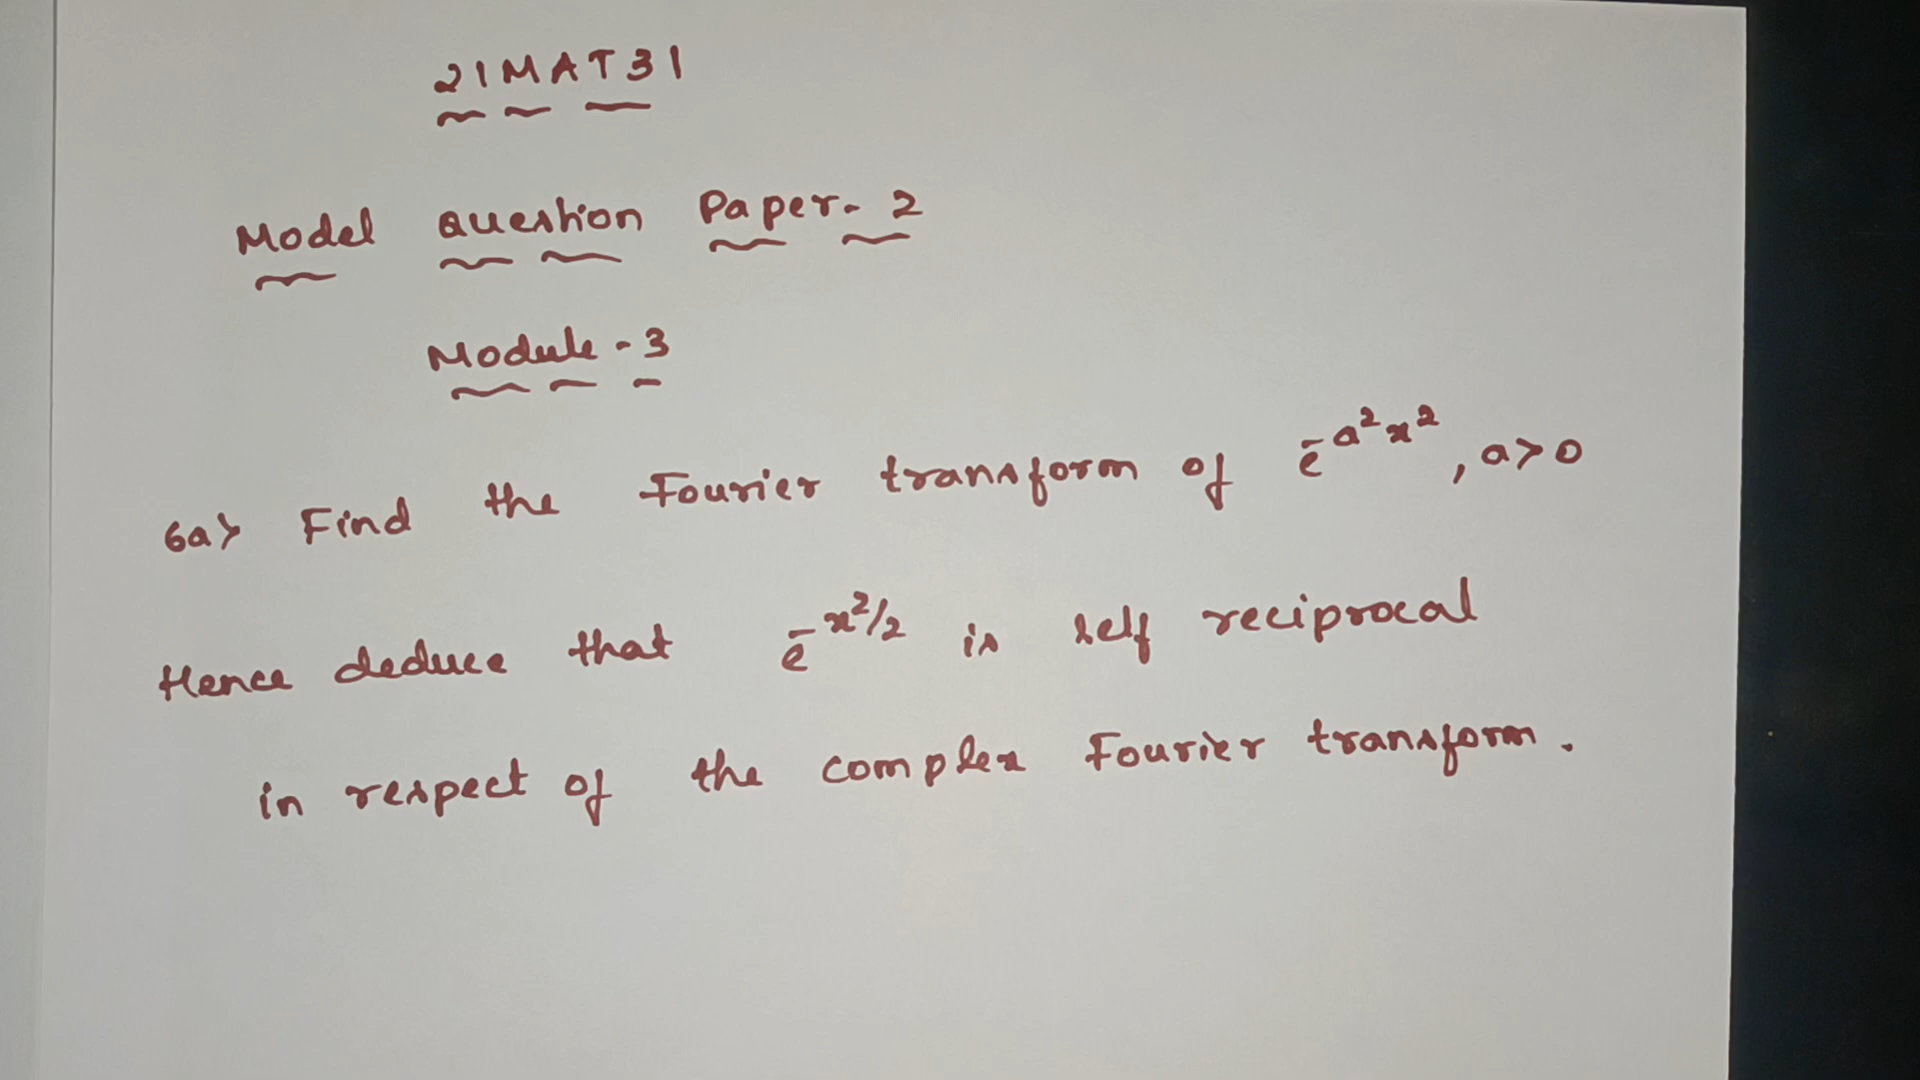 21MAT31
Model Question Paper-2
Module-3
6a> Find the Fourier transform of e^-a²x², a>0
Hence deduce that e^-x²/2 is self reciprocal
in respect of the complex Fourier transform.